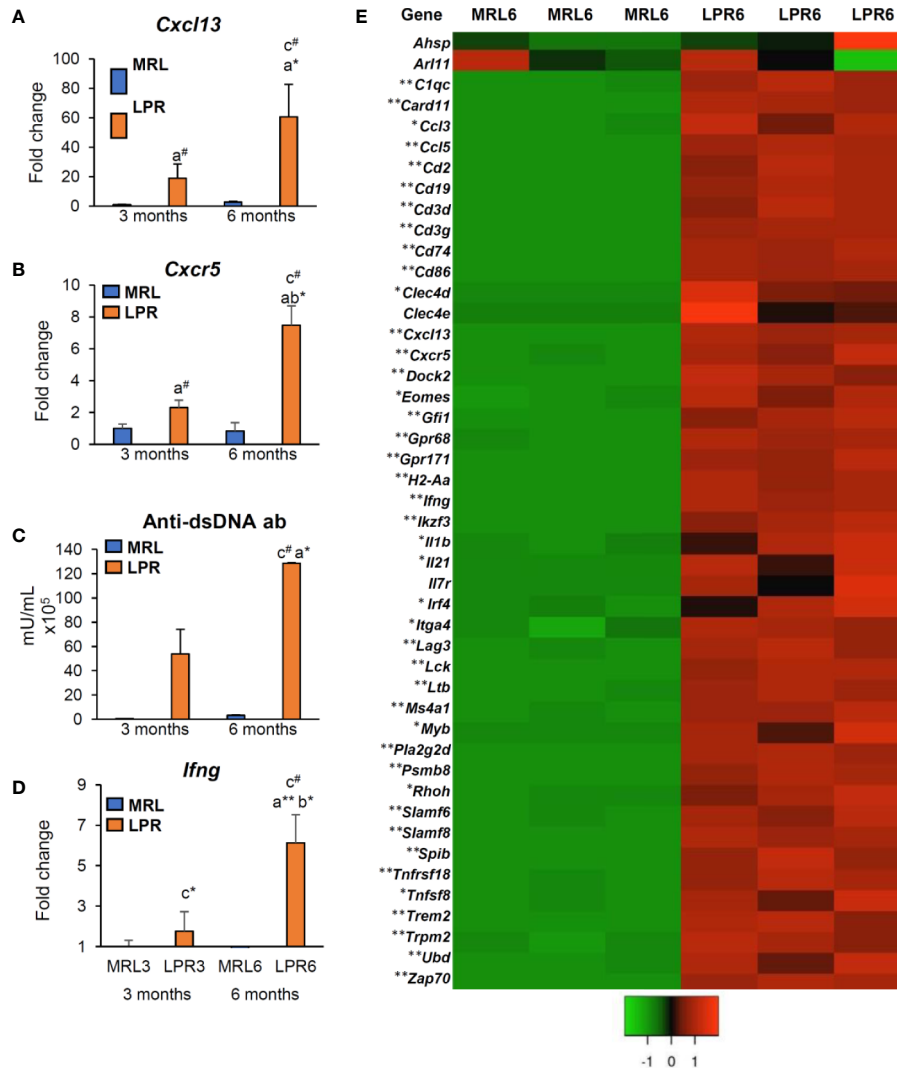 A
Cxcl13
c#
a*
MRL
LPR
a#
Fold change
100
80
60
40
20
0
3 months 6 months
B
Cxcr5
c#
ab*
MRL
LPR
a#
Fold change
10
8
6
4
2
0
3 months 6 months
C
Anti-dsDNA ab
c# a*
MRL
LPR
mU/mL
x10⁵
140
120
100
80
60
40
20
0
3 months 6 months
D
Ifng
c#
a** b*
MRL
LPR
c*
Fold change
9
7
5
3
1
MRL3 LPR3 MRL6 LPR6
3 months 6 months
E
Gene MRL6 MRL6 MRL6 LPR6 LPR6 LPR6
Ahsp
Arl11
**C1qc
**Card11
*Ccl3
**Ccl5
**Cd2
**Cd19
**Cd3d
**Cd3g
**Cd74
**Cd86
*Clec4d
Clec4e
**Cxcl13
**Cxcr5
**Dock2
*Eomes
**Gfi1
**Gpr68
**Gpr171
**H2-Aa
**Ifng
**Ikzf3
*Il1b
*Il21
Il7r
*Irf4
*Itga4
**Lag3
**Lck
**Ltb
**Ms4a1
*Myb
**Pla2g2d
**Psmb8
*Rhoh
**Slamf6
**Slamf8
**Spib
**Tnfrsf18
*Tnfsf8
**Trem2
**Trpm2
**Ubd
**Zap70
-1 0 1